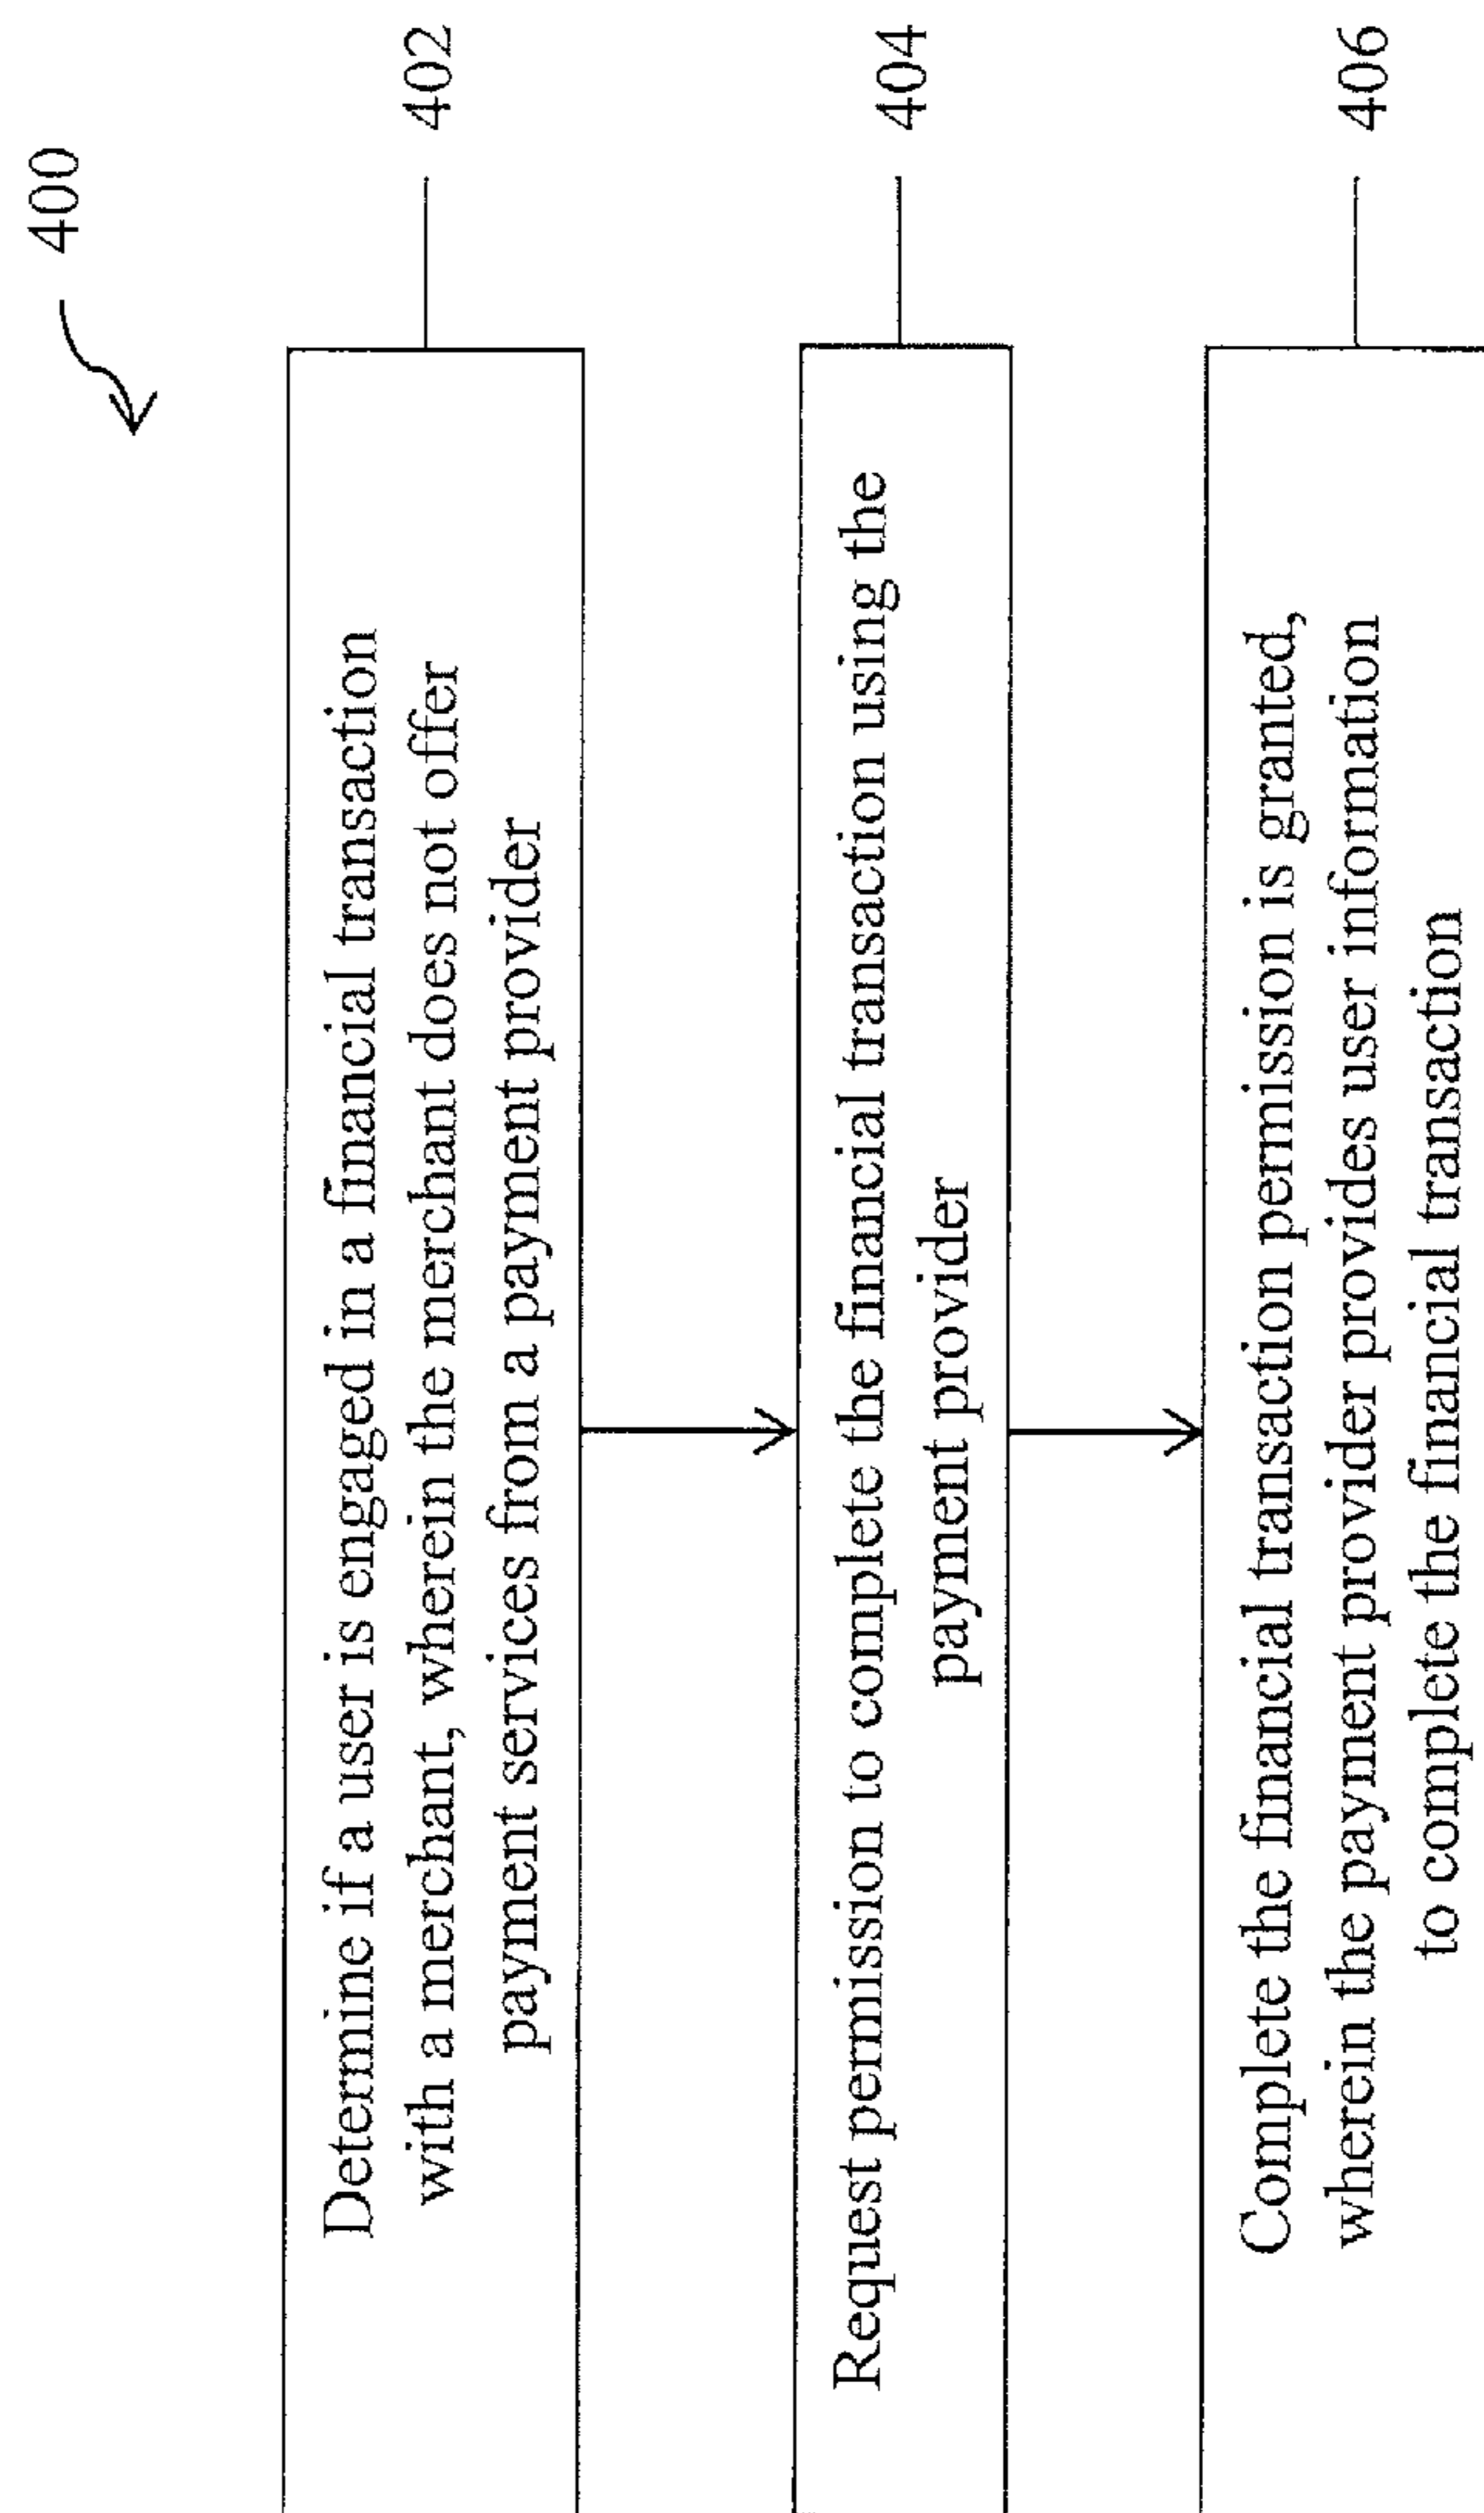 400
Determine if a user is engaged in a financial transaction
with a merchant, wherein the merchant does not offer
payment services from a payment provider
402
Request permission to complete the financial transaction using the
payment provider
404
Complete the financial transaction permission is granted,
wherein the payment provider provides user information
to complete the financial transaction
406